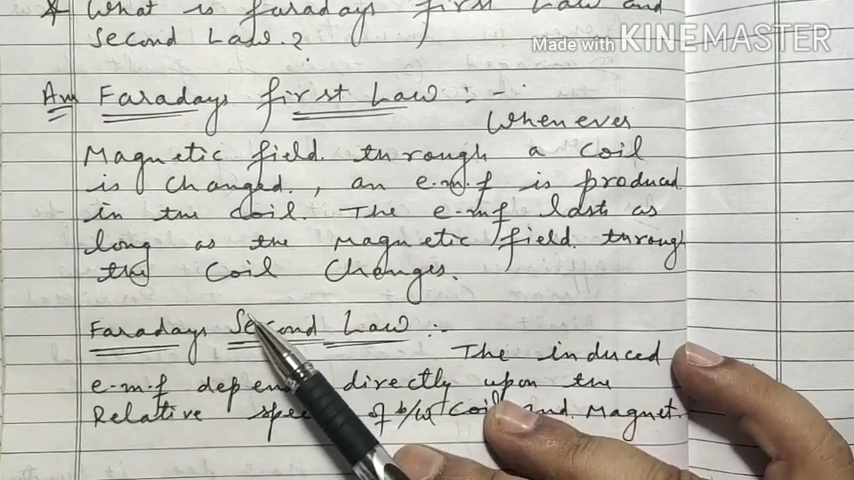 * What is faradays first Law and
Second Law.?
Made with KINEMASTER
Ans Faradays first Law :-
Whenever
Magnetic field through a coil
is changed, an e.m.f is produced
in the coil. The e.m.f lasts as
long as the magnetic field through
the Coil Changes.
Faradays Second Law :-
The induced
e.m.f depend directly upon the
Relative spee of b/w Coil and Magnet.